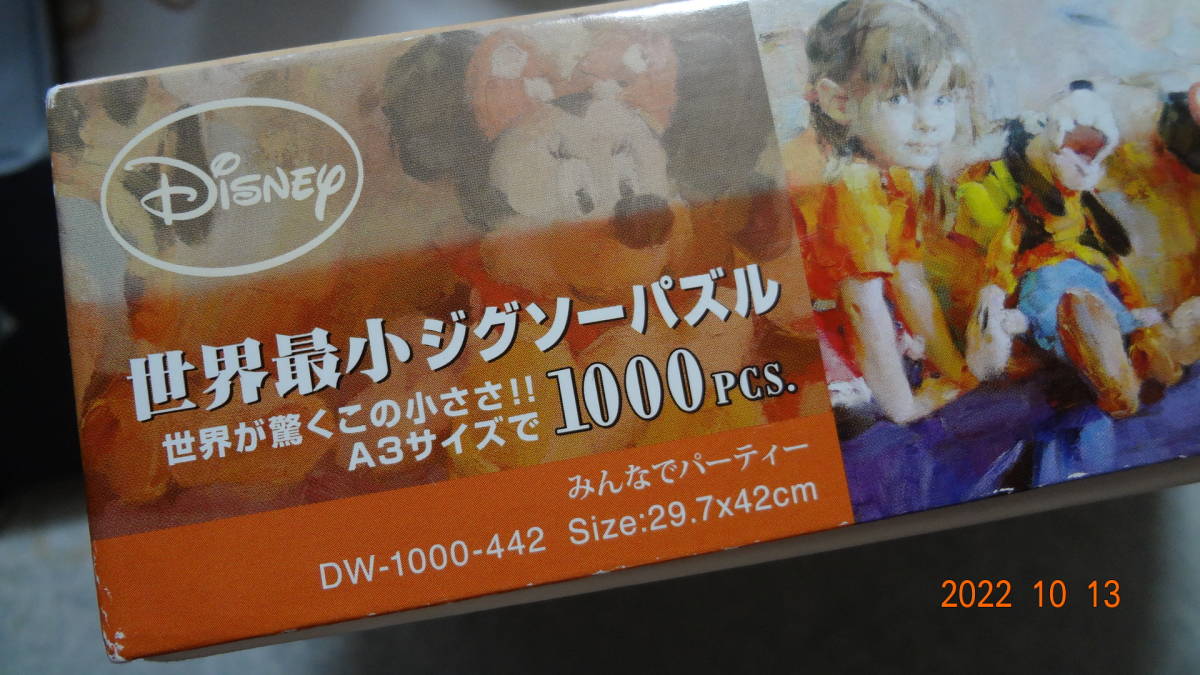 Disney
世界最小ジグソーパズル
世界が驚くこの小ささ!!
A3サイズで 1000 PCS.
みんなでパーティー
DW-1000-442 Size:29.7x42cm
2022 10 13